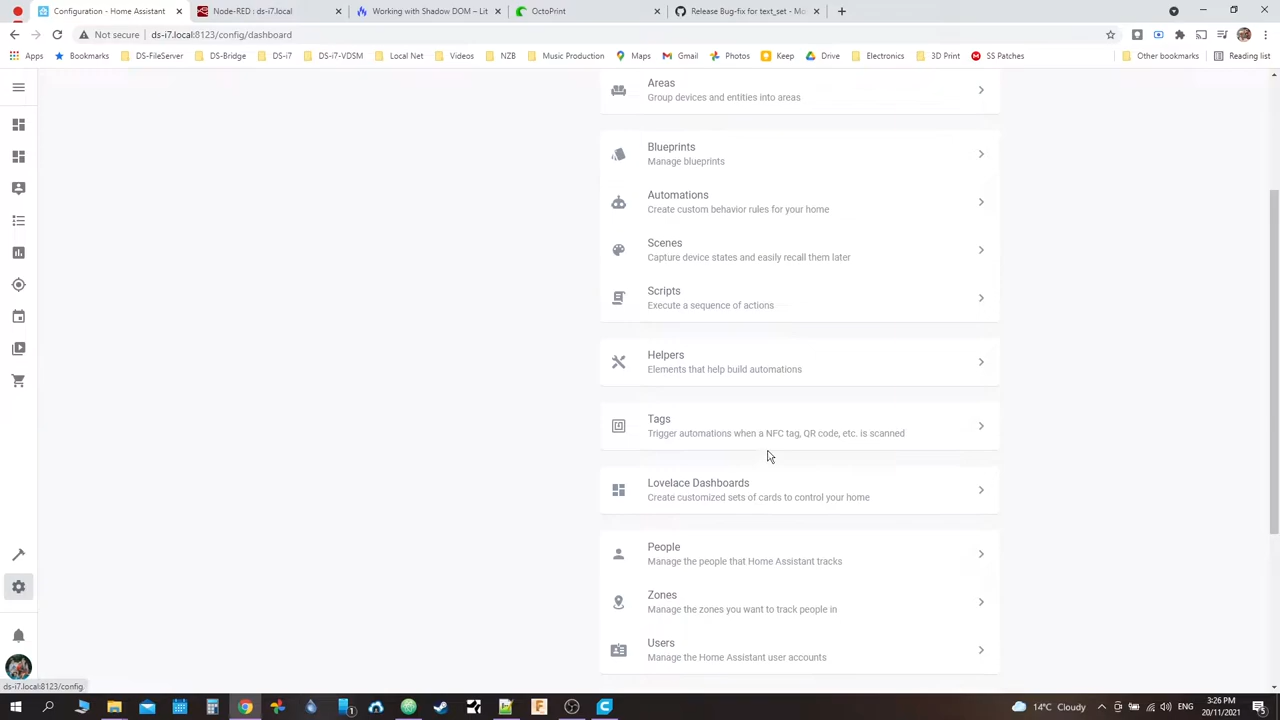 Configuration - Home Assistant
Node-RED : ds-i7.local
Working with Shadow DOM – Lit
OctoPrint
Release Bug fix for text_set · Mo
Not secure
ds-i7.local:8123/config/dashboard
Apps
Bookmarks
DS-FileServer
DS-Bridge
DS-i7
DS-i7-VDSM
Local Net
Videos
NZB
Music Production
Maps
Gmail
Photos
Keep
Drive
Electronics
3D Print
SS Patches
Other bookmarks
Reading list
Areas
Group devices and entities into areas
Blueprints
Manage blueprints
Automations
Create custom behavior rules for your home
Scenes
Capture device states and easily recall them later
Scripts
Execute a sequence of actions
Helpers
Elements that help build automations
Tags
Trigger automations when a NFC tag, QR code, etc. is scanned
Lovelace Dashboards
Create customized sets of cards to control your home
People
Manage the people that Home Assistant tracks
Zones
Manage the zones you want to track people in
Users
Manage the Home Assistant user accounts
ds-i7.local:8123/config
14°C Cloudy
3:26 PM
20/11/2021